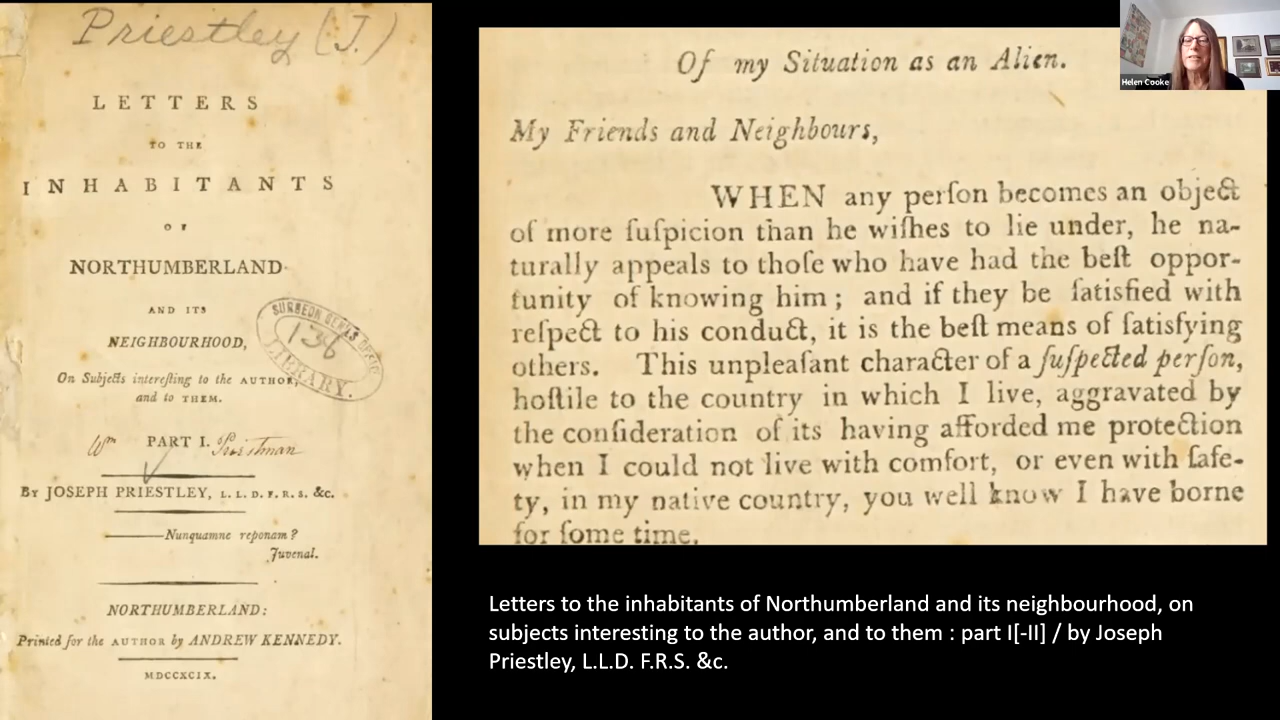 Priestley (J.)
LETTERS
TO THE
INHABITANTS
OF
NORTHUMBERLAND
AND ITS
NEIGHBOURHOOD,
On Subjects interesting to the AUTHOR,
and to THEM.
SURGEON GEN'LS OFFICE
136
LIBRARY.
Wm PART I. Priestman
BY JOSEPH PRIESTLEY, L. L. D. F. R. S. &c.
Nunquamne reponam?
Juvenal.
NORTHUMBERLAND:
Printed for the AUTHOR by ANDREW KENNEDY.
MDCCXCIX.
Of my Situation as an Alien.
My Friends and Neighbours,
WHEN any perſon becomes an object
of more ſuſpicion than he wiſhes to lie under, he na-
turally appeals to thoſe who have had the beſt oppor-
tunity of knowing him; and if they be ſatisfied with
reſpect to his conduct, it is the beſt means of ſatisfying
others. This unpleaſant character of a ſuſpected perſon,
hoſtile to the country in which I live, aggravated by
the conſideration of its having afforded me protection
when I could not live with comfort, or even with ſafe-
ty, in my native country, you well know I have borne
for ſome time.
Letters to the inhabitants of Northumberland and its neighbourhood, on
subjects interesting to the author, and to them : part I[-II] / by Joseph
Priestley, L.L.D. F.R.S. &c.
Helen Cooke